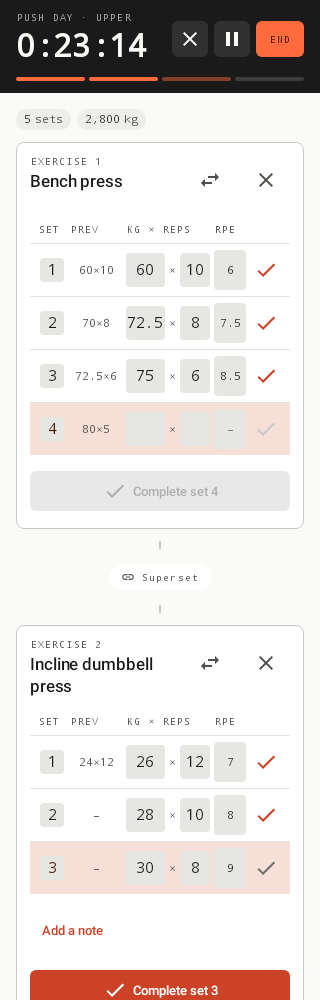 PUSH DAY · UPPER
0:23:14
END
5 sets 2,800 kg
EXERCISE 1
Bench press
SET PREV KG × REPS RPE
1 60×10 60 × 10 6
2 70×8 72.5 × 8 7.5
3 72.5×6 75 × 6 8.5
4 80×5 × –
Complete set 4
Superset
EXERCISE 2
Incline dumbbell
press
SET PREV KG × REPS RPE
1 24×12 26 × 12 7
2 – 28 × 10 8
3 – 30 × 8 9
Add a note
Complete set 3